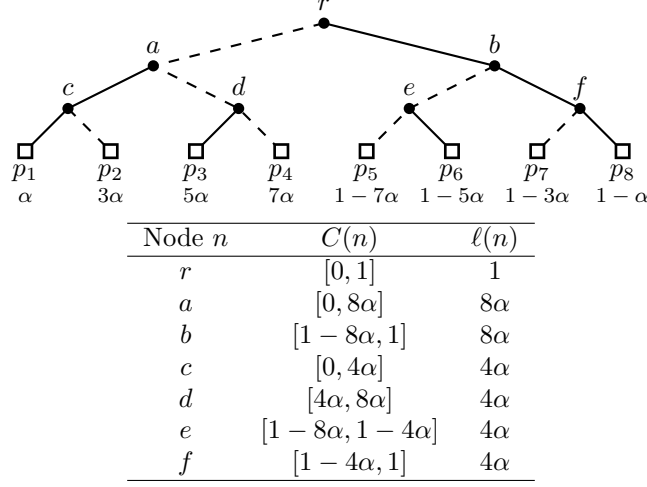 r
a b
c d e f
p₁ p₂ p₃ p₄ p₅ p₆ p₇ p₈
α 3α 5α 7α 1 − 7α 1 − 5α 1 − 3α 1 − α
Node n C(n) ℓ(n)
r [0, 1] 1
a [0, 8α] 8α
b [1 − 8α, 1] 8α
c [0, 4α] 4α
d [4α, 8α] 4α
e [1 − 8α, 1 − 4α] 4α
f [1 − 4α, 1] 4α